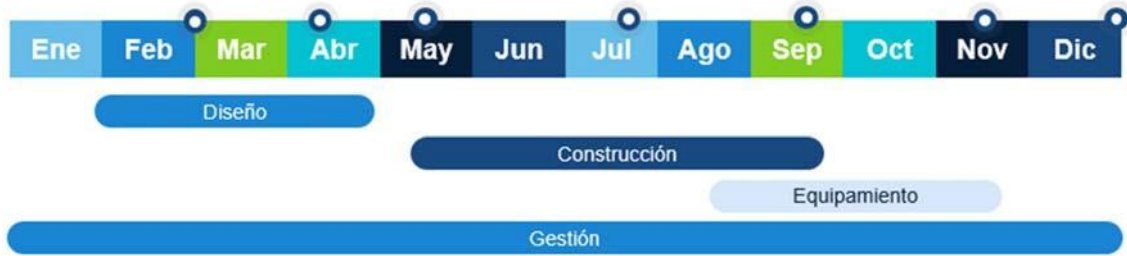 Ene Feb Mar Abr May Jun Jul Ago Sep Oct Nov Dic
Diseño
Construcción
Equipamiento
Gestión